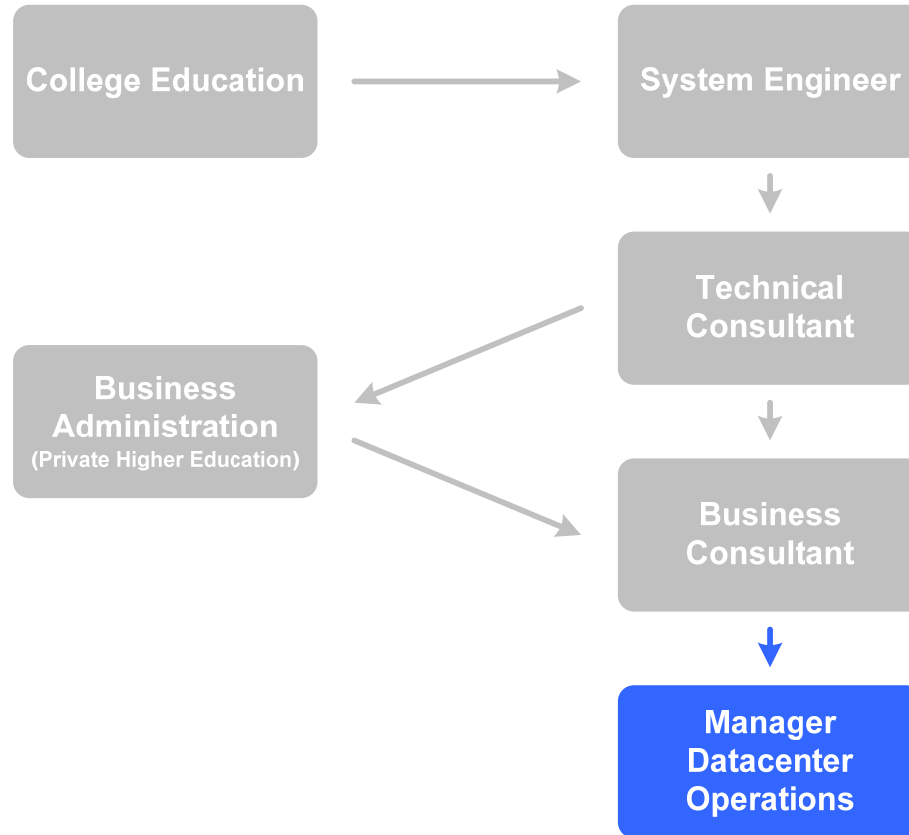 College Education
System Engineer
Technical
Consultant
Business
Administration
(Private Higher Education)
Business
Consultant
Manager
Datacenter
Operations